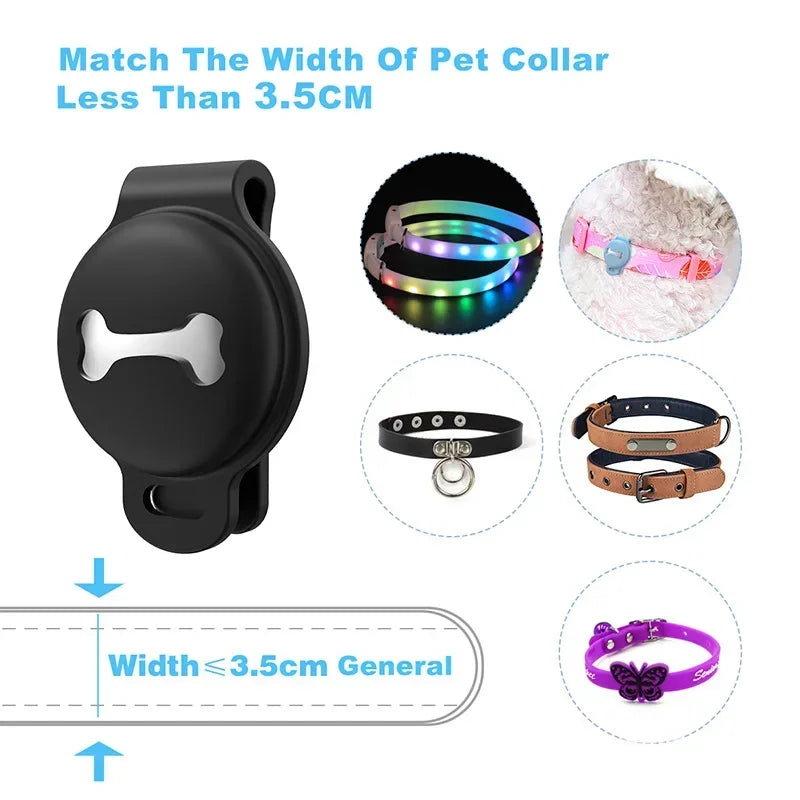 Match The Width Of Pet Collar
Less Than 3.5CM
Width≤3.5cm General